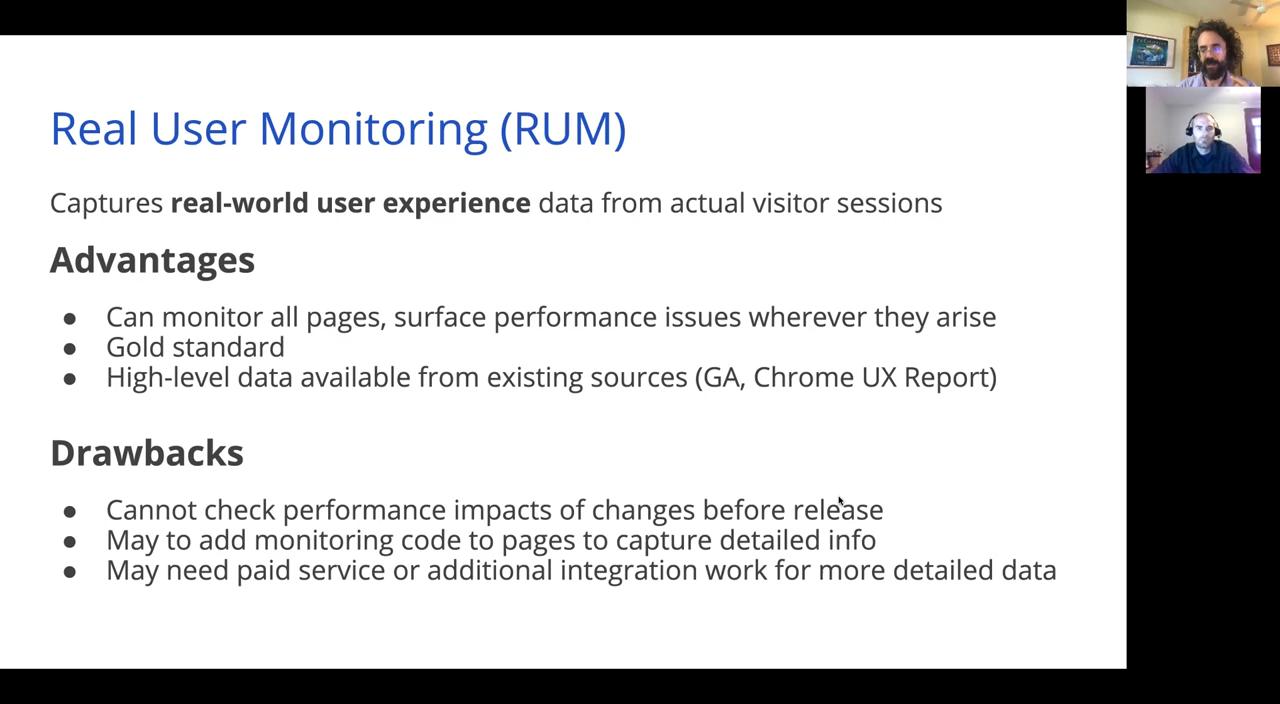 Real User Monitoring (RUM)
Captures real-world user experience data from actual visitor sessions
Advantages
● Can monitor all pages, surface performance issues wherever they arise
● Gold standard
● High-level data available from existing sources (GA, Chrome UX Report)
Drawbacks
● Cannot check performance impacts of changes before release
● May to add monitoring code to pages to capture detailed info
● May need paid service or additional integration work for more detailed data